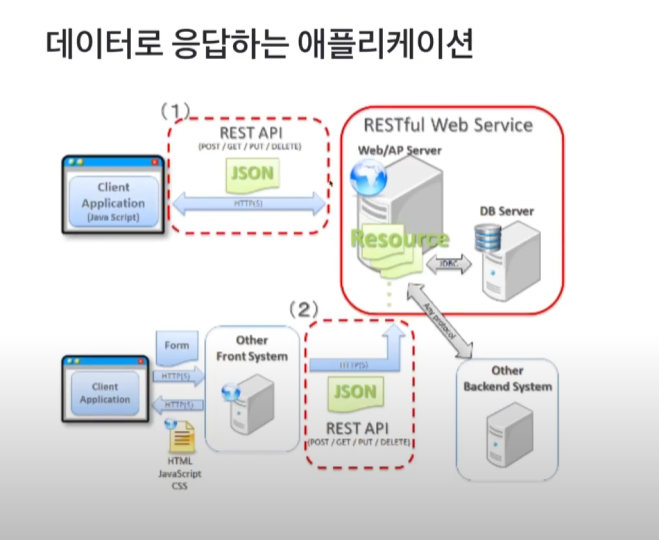 데이터로 응답하는 애플리케이션
(1)
REST API
(POST / GET / PUT / DELETE)
JSON
HTTP(S)
Client
Application
(Java Script)
RESTful Web Service
Web/AP Server
Resource
DB Server
JDBC
Any protocol
(2)
Form
HTTP(S)
HTTP(S)
Client
Application
HTML
JavaScript
CSS
Other
Front System
HTTP(S)
JSON
REST API
(POST / GET / PUT / DELETE)
Other
Backend System